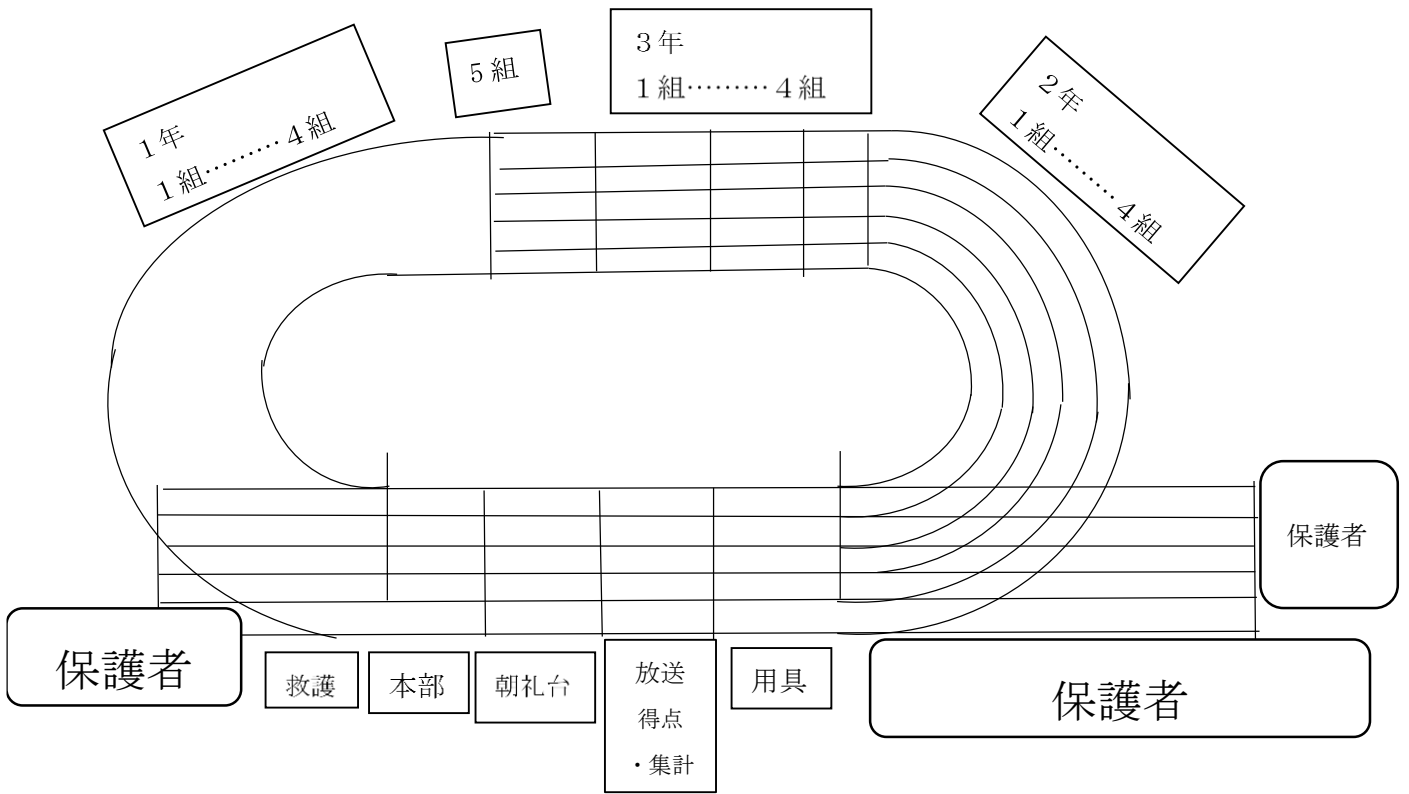 １年
１組………４組
５組
３年
１組………４組
２年
１組………４組
保護者
保護者
救護
本部
朝礼台
放送
得点
・集計
用具
保護者